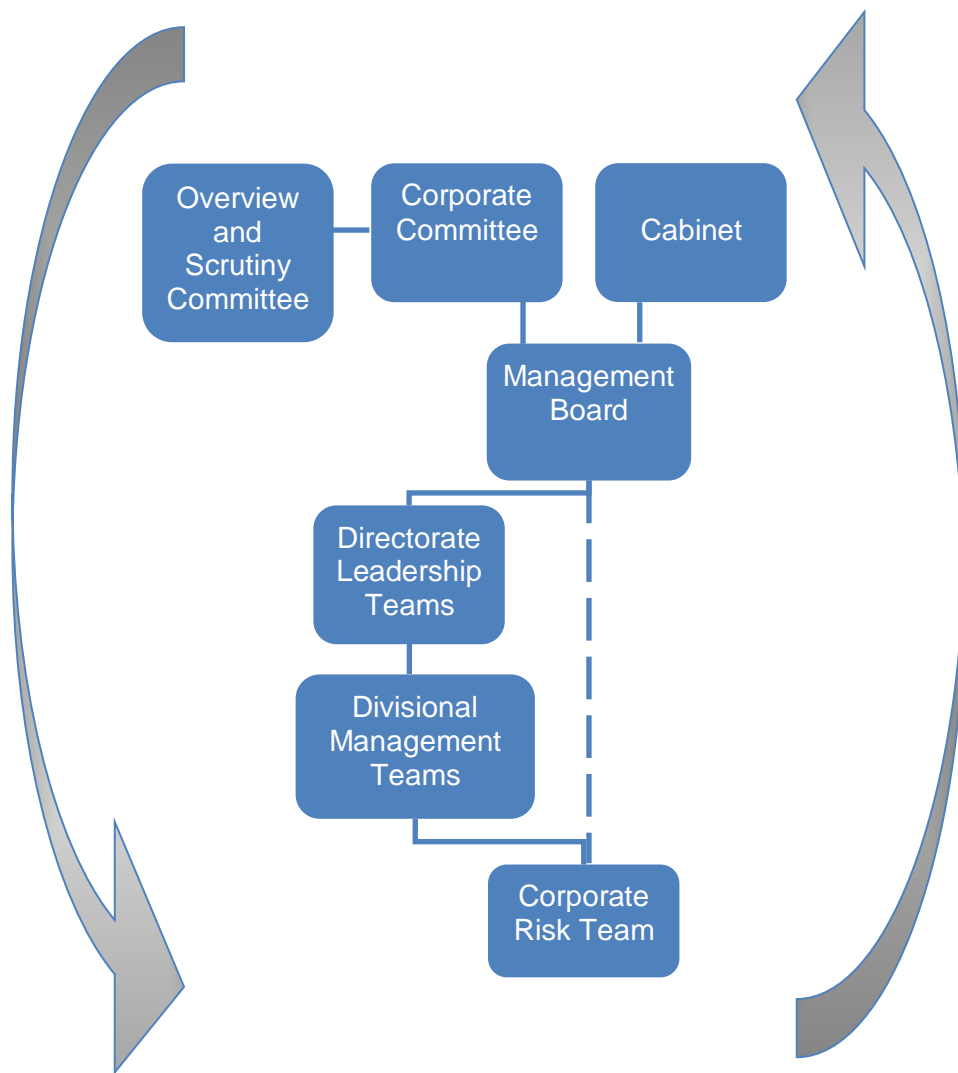 Overview
and
Scrutiny
Committee
Corporate
Committee
Cabinet
Management
Board
Directorate
Leadership
Teams
Divisional
Management
Teams
Corporate
Risk Team